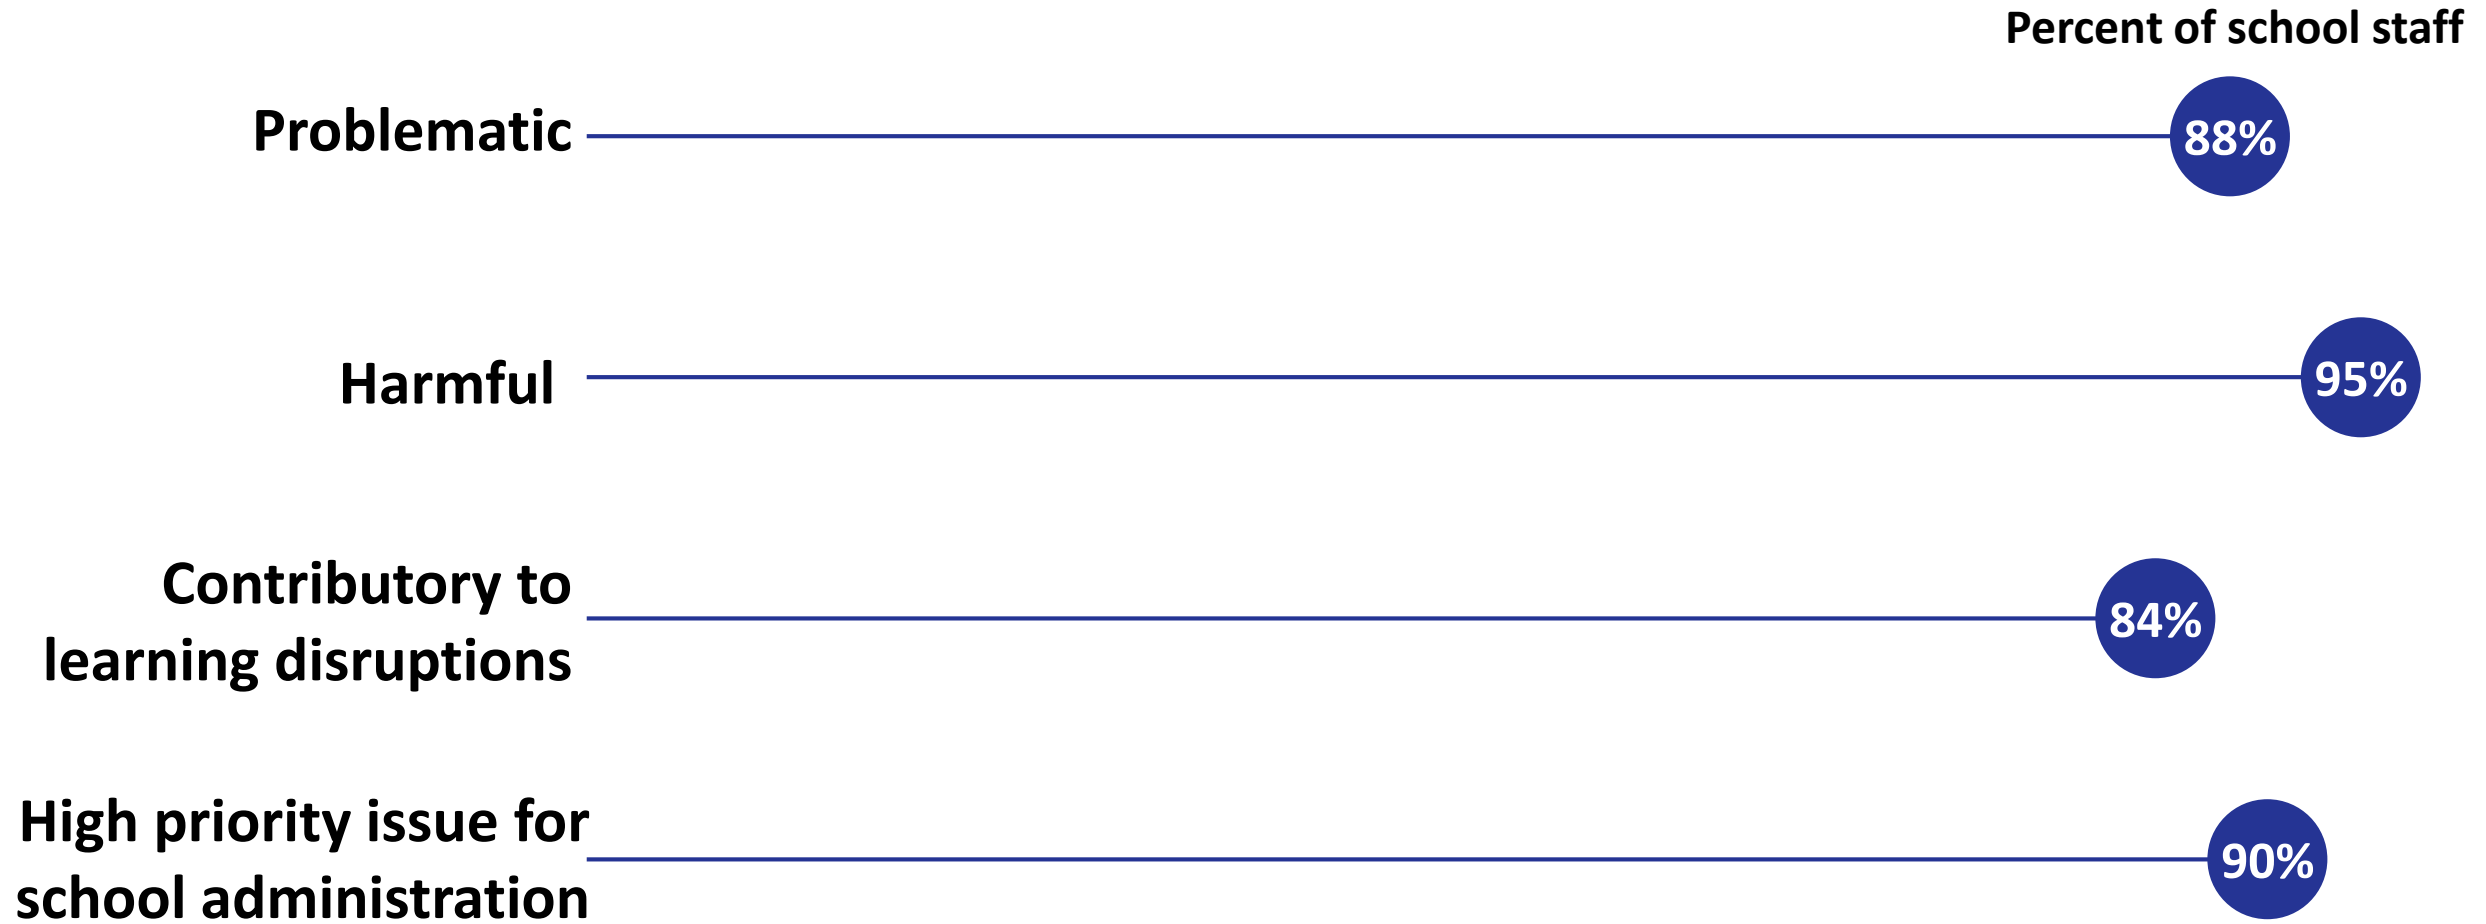 Percent of school staff
Problematic
88%
Harmful
95%
Contributory to
learning disruptions
84%
High priority issue for
school administration
90%